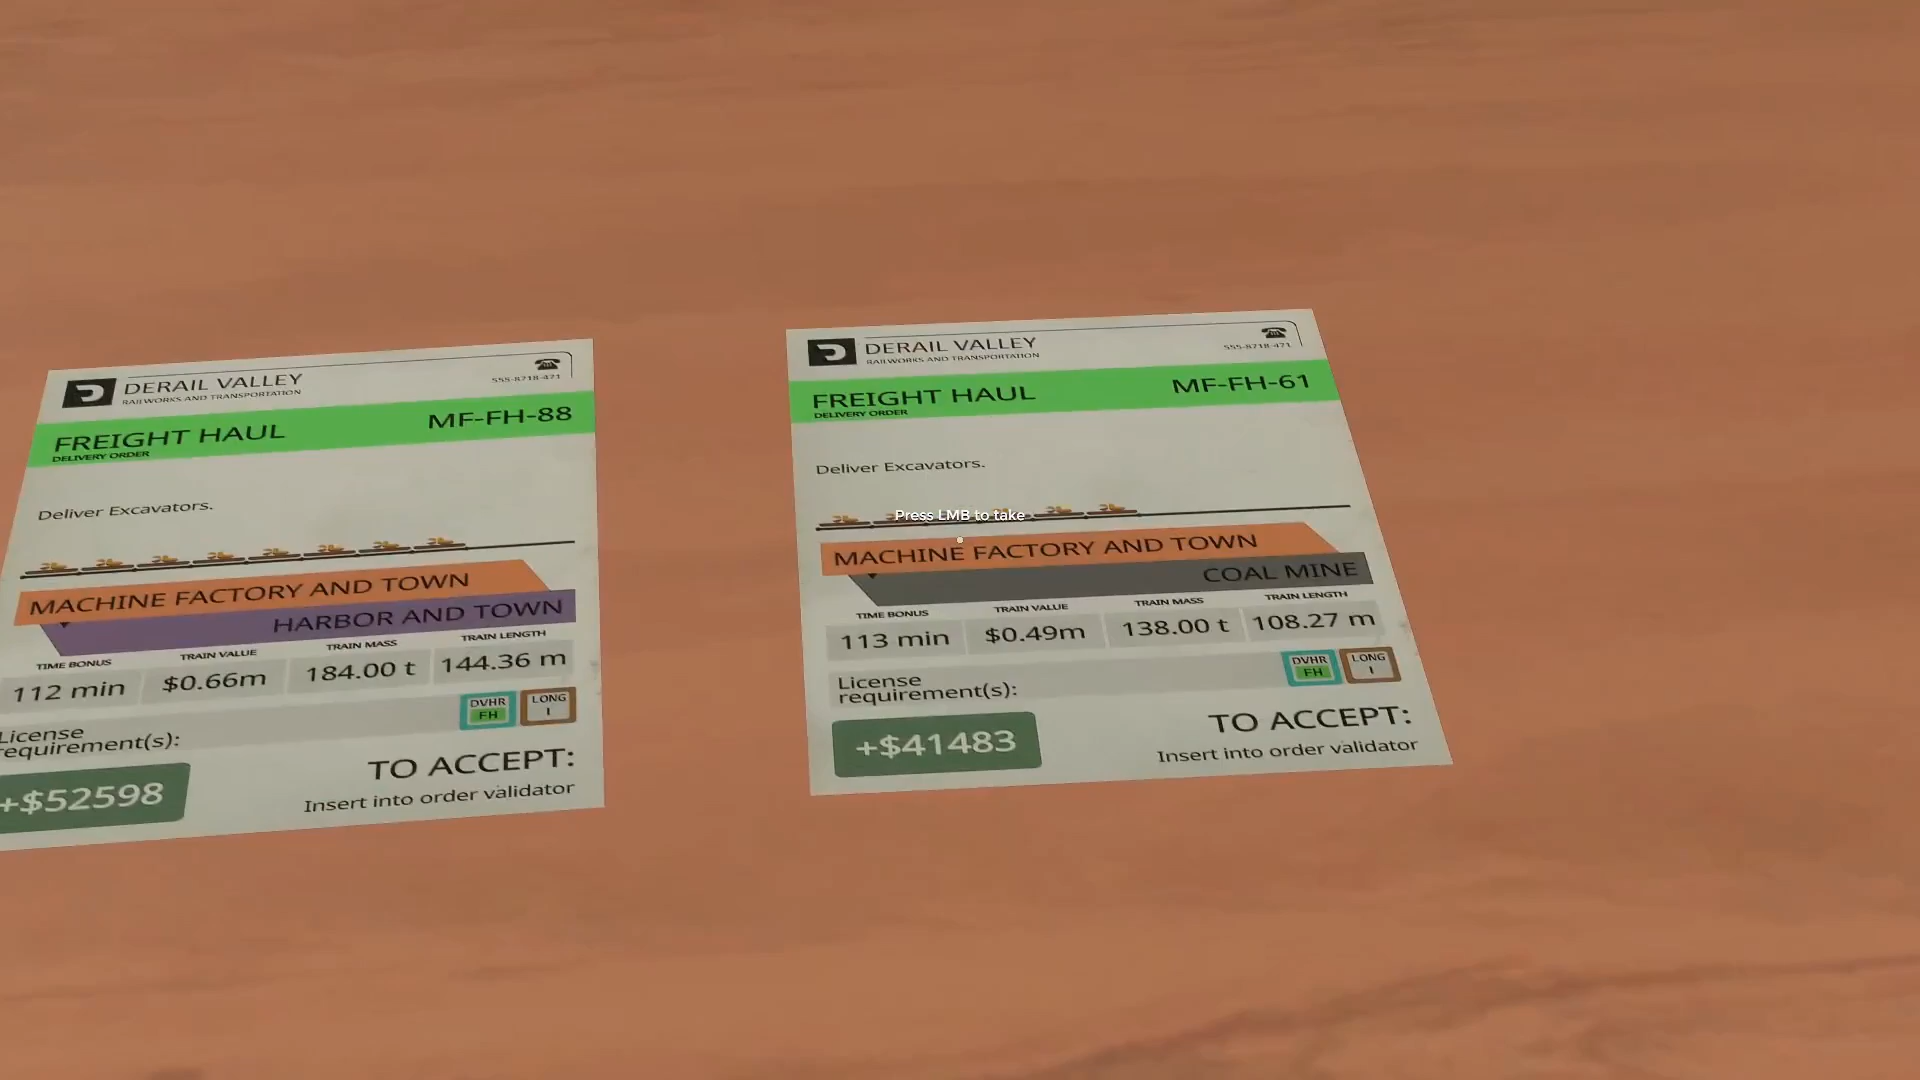 DERAIL VALLEY
RAILWORKS AND TRANSPORTATION
555-8718-471
FREIGHT HAUL
MF-FH-88
DELIVERY ORDER
Deliver Excavators.
MACHINE FACTORY AND TOWN
HARBOR AND TOWN
TIME BONUS TRAIN VALUE TRAIN MASS TRAIN LENGTH
112 min $0.66m 184.00 t 144.36 m
License
requirement(s):
DVHR
FH
LONG
I
+$52598
TO ACCEPT:
Insert into order validator
DERAIL VALLEY
RAILWORKS AND TRANSPORTATION
555-8718-471
FREIGHT HAUL
MF-FH-61
DELIVERY ORDER
Deliver Excavators.
Press LMB to take
MACHINE FACTORY AND TOWN
COAL MINE
TIME BONUS TRAIN VALUE TRAIN MASS TRAIN LENGTH
113 min $0.49m 138.00 t 108.27 m
License
requirement(s):
DVHR
FH
LONG
I
+$41483
TO ACCEPT:
Insert into order validator